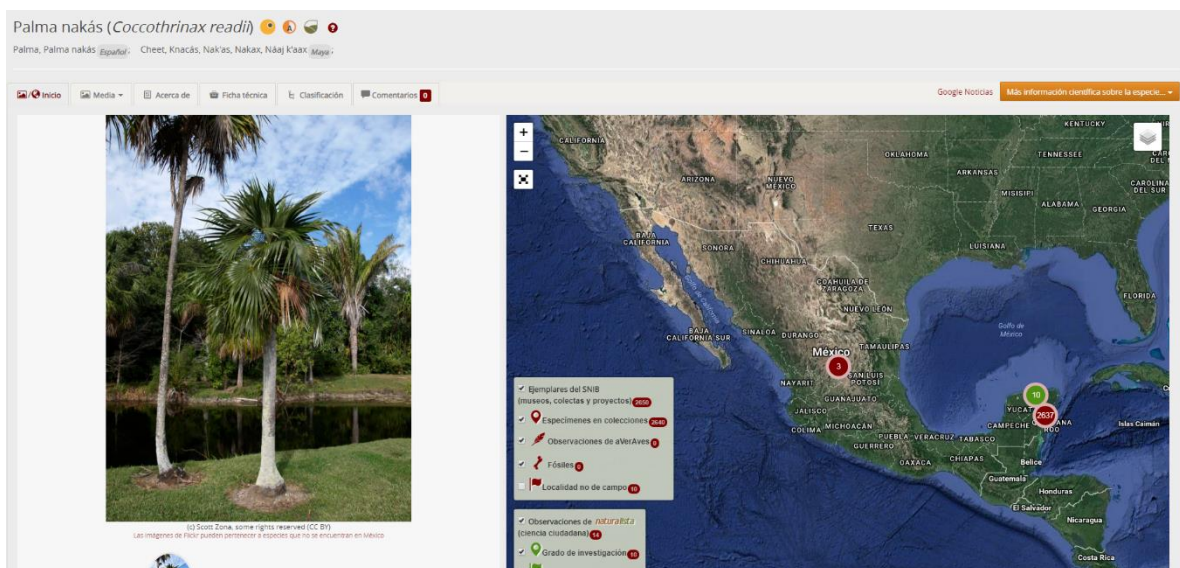 Palma nakás (Coccothrinax readii)
Palma, Palma nakás Español; Cheet, Knacás, Nak'as, Nakax, Náaj k'aax Maya;
Inicio Media Acerca de Ficha técnica Clasificación Comentarios 0 Google Noticias Más información científica sobre la especie...
+
−
KENTUCKY
CALIFORNIA
OKLAHOMA
TENNESSEE
ARKANSAS
ARIZONA
NUEVO MÉXICO
CAROLINA DEL SUR
MISISIPI
ALABAMA
GEORGIA
TEXAS
LUISIANA
BAJA CALIFORNIA
SONORA
CHIHUAHUA
COAHUILA DE ZARAGOZA
Golfo de California
FLORIDA
NUEVO LEÓN
Golfo de México
BAJA CALIFORNIA SUR
SINALOA
DURANGO
TAMAULIPAS
México
3
SAN LUIS POTOSÍ
NAYARIT
GUANAJUATO
10
YUCAT
2637
JALISCO
COLIMA
MICHOACÁN
PUEBLA
VERACRUZ
TABASCO
CAMPECHE
ANA ROO
Islas Caimán
GUERRERO
OAXACA
CHIAPAS
Belice
Guatemala
Honduras
El Salvador
Nicaragua
Costa Rica
Ejemplares del SNIB
(museos, colectas y proyectos) 2650
Especímenes en colecciones 2640
Observaciones de aVerAves 0
Fósiles 0
Localidad no de campo 10
Observaciones de naturalista
(ciencia ciudadana) 14
Grado de investigación 10
(c) Scott Zona, some rights reserved (CC BY)
Las imágenes de Flickr pueden pertenecer a especies que no se encuentran en México